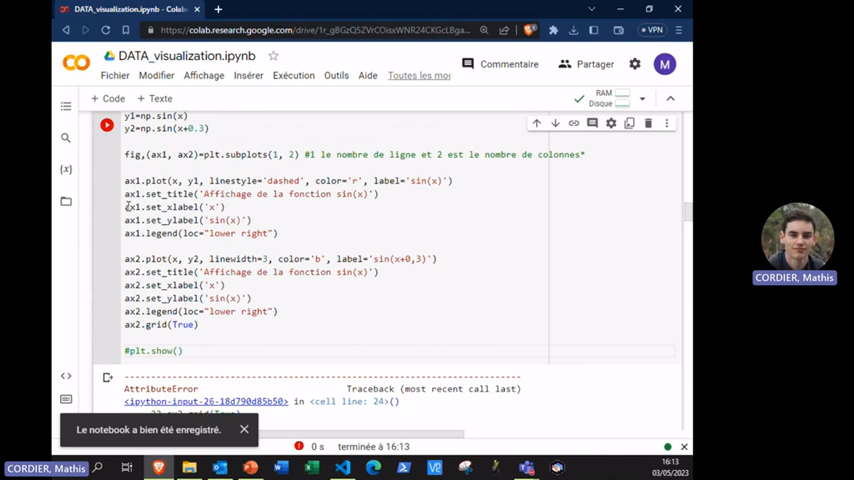 DATA_visualization.ipynb - Colab
VPN
DATA_visualization.ipynb
Commentaire
Partager
M
Fichier
Modifier
Affichage
Insérer
Exécution
Outils
Aide
Toutes les mo
+ Code
+ Texte
RAM
Disque
{x}
y1=np.sin(x)
y2=np.sin(x+0.3)
fig,(ax1, ax2)=plt.subplots(1, 2) #1 le nombre de ligne et 2 est le nombre de colonnes*
ax1.plot(x, y1, linestyle='dashed', color='r', label='sin(x)')
ax1.set_title('Affichage de la fonction sin(x)')
ax1.set_xlabel('x')
ax1.set_ylabel('sin(x)')
ax1.legend(loc="lower right")
ax2.plot(x, y2, linewidth=3, color='b', label='sin(x+0,3)')
ax2.set_title('Affichage de la fonction sin(x)')
ax2.set_xlabel('x')
ax2.set_ylabel('sin(x)')
ax2.legend(loc="lower right")
ax2.grid(True)
#plt.show()
AttributeError Traceback (most recent call last)
<ipython-input-26-18d790d85b50> in <cell line: 24>()
22 ax2.grid(True)
Le notebook a bien été enregistré.
0 s terminée à 16:13
CORDIER, Mathis
16:13
03/05/2023
CORDIER, Mathis